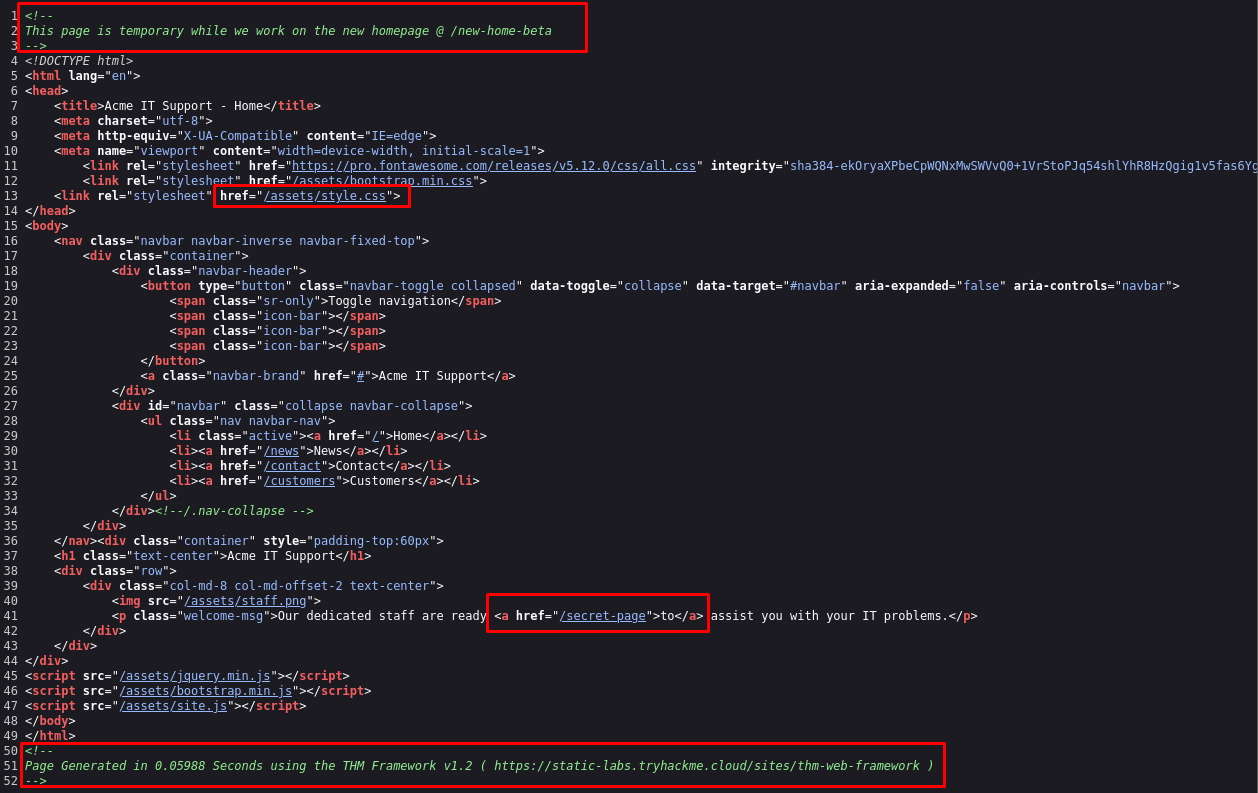 1 <!--
2 This page is temporary while we work on the new homepage @ /new-home-beta
3 -->
4 <!DOCTYPE html>
5 <html lang="en">
6 <head>
7     <title>Acme IT Support - Home</title>
8     <meta charset="utf-8">
9     <meta http-equiv="X-UA-Compatible" content="IE=edge">
10     <meta name="viewport" content="width=device-width, initial-scale=1">
11         <link rel="stylesheet" href="https://pro.fontawesome.com/releases/v5.12.0/css/all.css" integrity="sha384-ekOryaXPbeCpWQNxMwSWVvQ0+1VrStoPJq54shlYhR8HzQgig1v5fas6Yg
12         <link rel="stylesheet" href="/assets/bootstrap.min.css">
13     <link rel="stylesheet" href="/assets/style.css">
14 </head>
15 <body>
16     <nav class="navbar navbar-inverse navbar-fixed-top">
17         <div class="container">
18             <div class="navbar-header">
19                 <button type="button" class="navbar-toggle collapsed" data-toggle="collapse" data-target="#navbar" aria-expanded="false" aria-controls="navbar">
20                     <span class="sr-only">Toggle navigation</span>
21                     <span class="icon-bar"></span>
22                     <span class="icon-bar"></span>
23                     <span class="icon-bar"></span>
24                 </button>
25                 <a class="navbar-brand" href="#">Acme IT Support</a>
26             </div>
27             <div id="navbar" class="collapse navbar-collapse">
28                 <ul class="nav navbar-nav">
29                     <li class="active"><a href="/">Home</a></li>
30                     <li><a href="/news">News</a></li>
31                     <li><a href="/contact">Contact</a></li>
32                     <li><a href="/customers">Customers</a></li>
33                 </ul>
34             </div><!--/.nav-collapse -->
35         </div>
36     </nav><div class="container" style="padding-top:60px">
37     <h1 class="text-center">Acme IT Support</h1>
38     <div class="row">
39         <div class="col-md-8 col-md-offset-2 text-center">
40             <img src="/assets/staff.png">
41             <p class="welcome-msg">Our dedicated staff are ready <a href="/secret-page">to</a> assist you with your IT problems.</p>
42         </div>
43     </div>
44 </div>
45 <script src="/assets/jquery.min.js"></script>
46 <script src="/assets/bootstrap.min.js"></script>
47 <script src="/assets/site.js"></script>
48 </body>
49 </html>
50 <!--
51 Page Generated in 0.05988 Seconds using the THM Framework v1.2 ( https://static-labs.tryhackme.cloud/sites/thm-web-framework )
52 -->